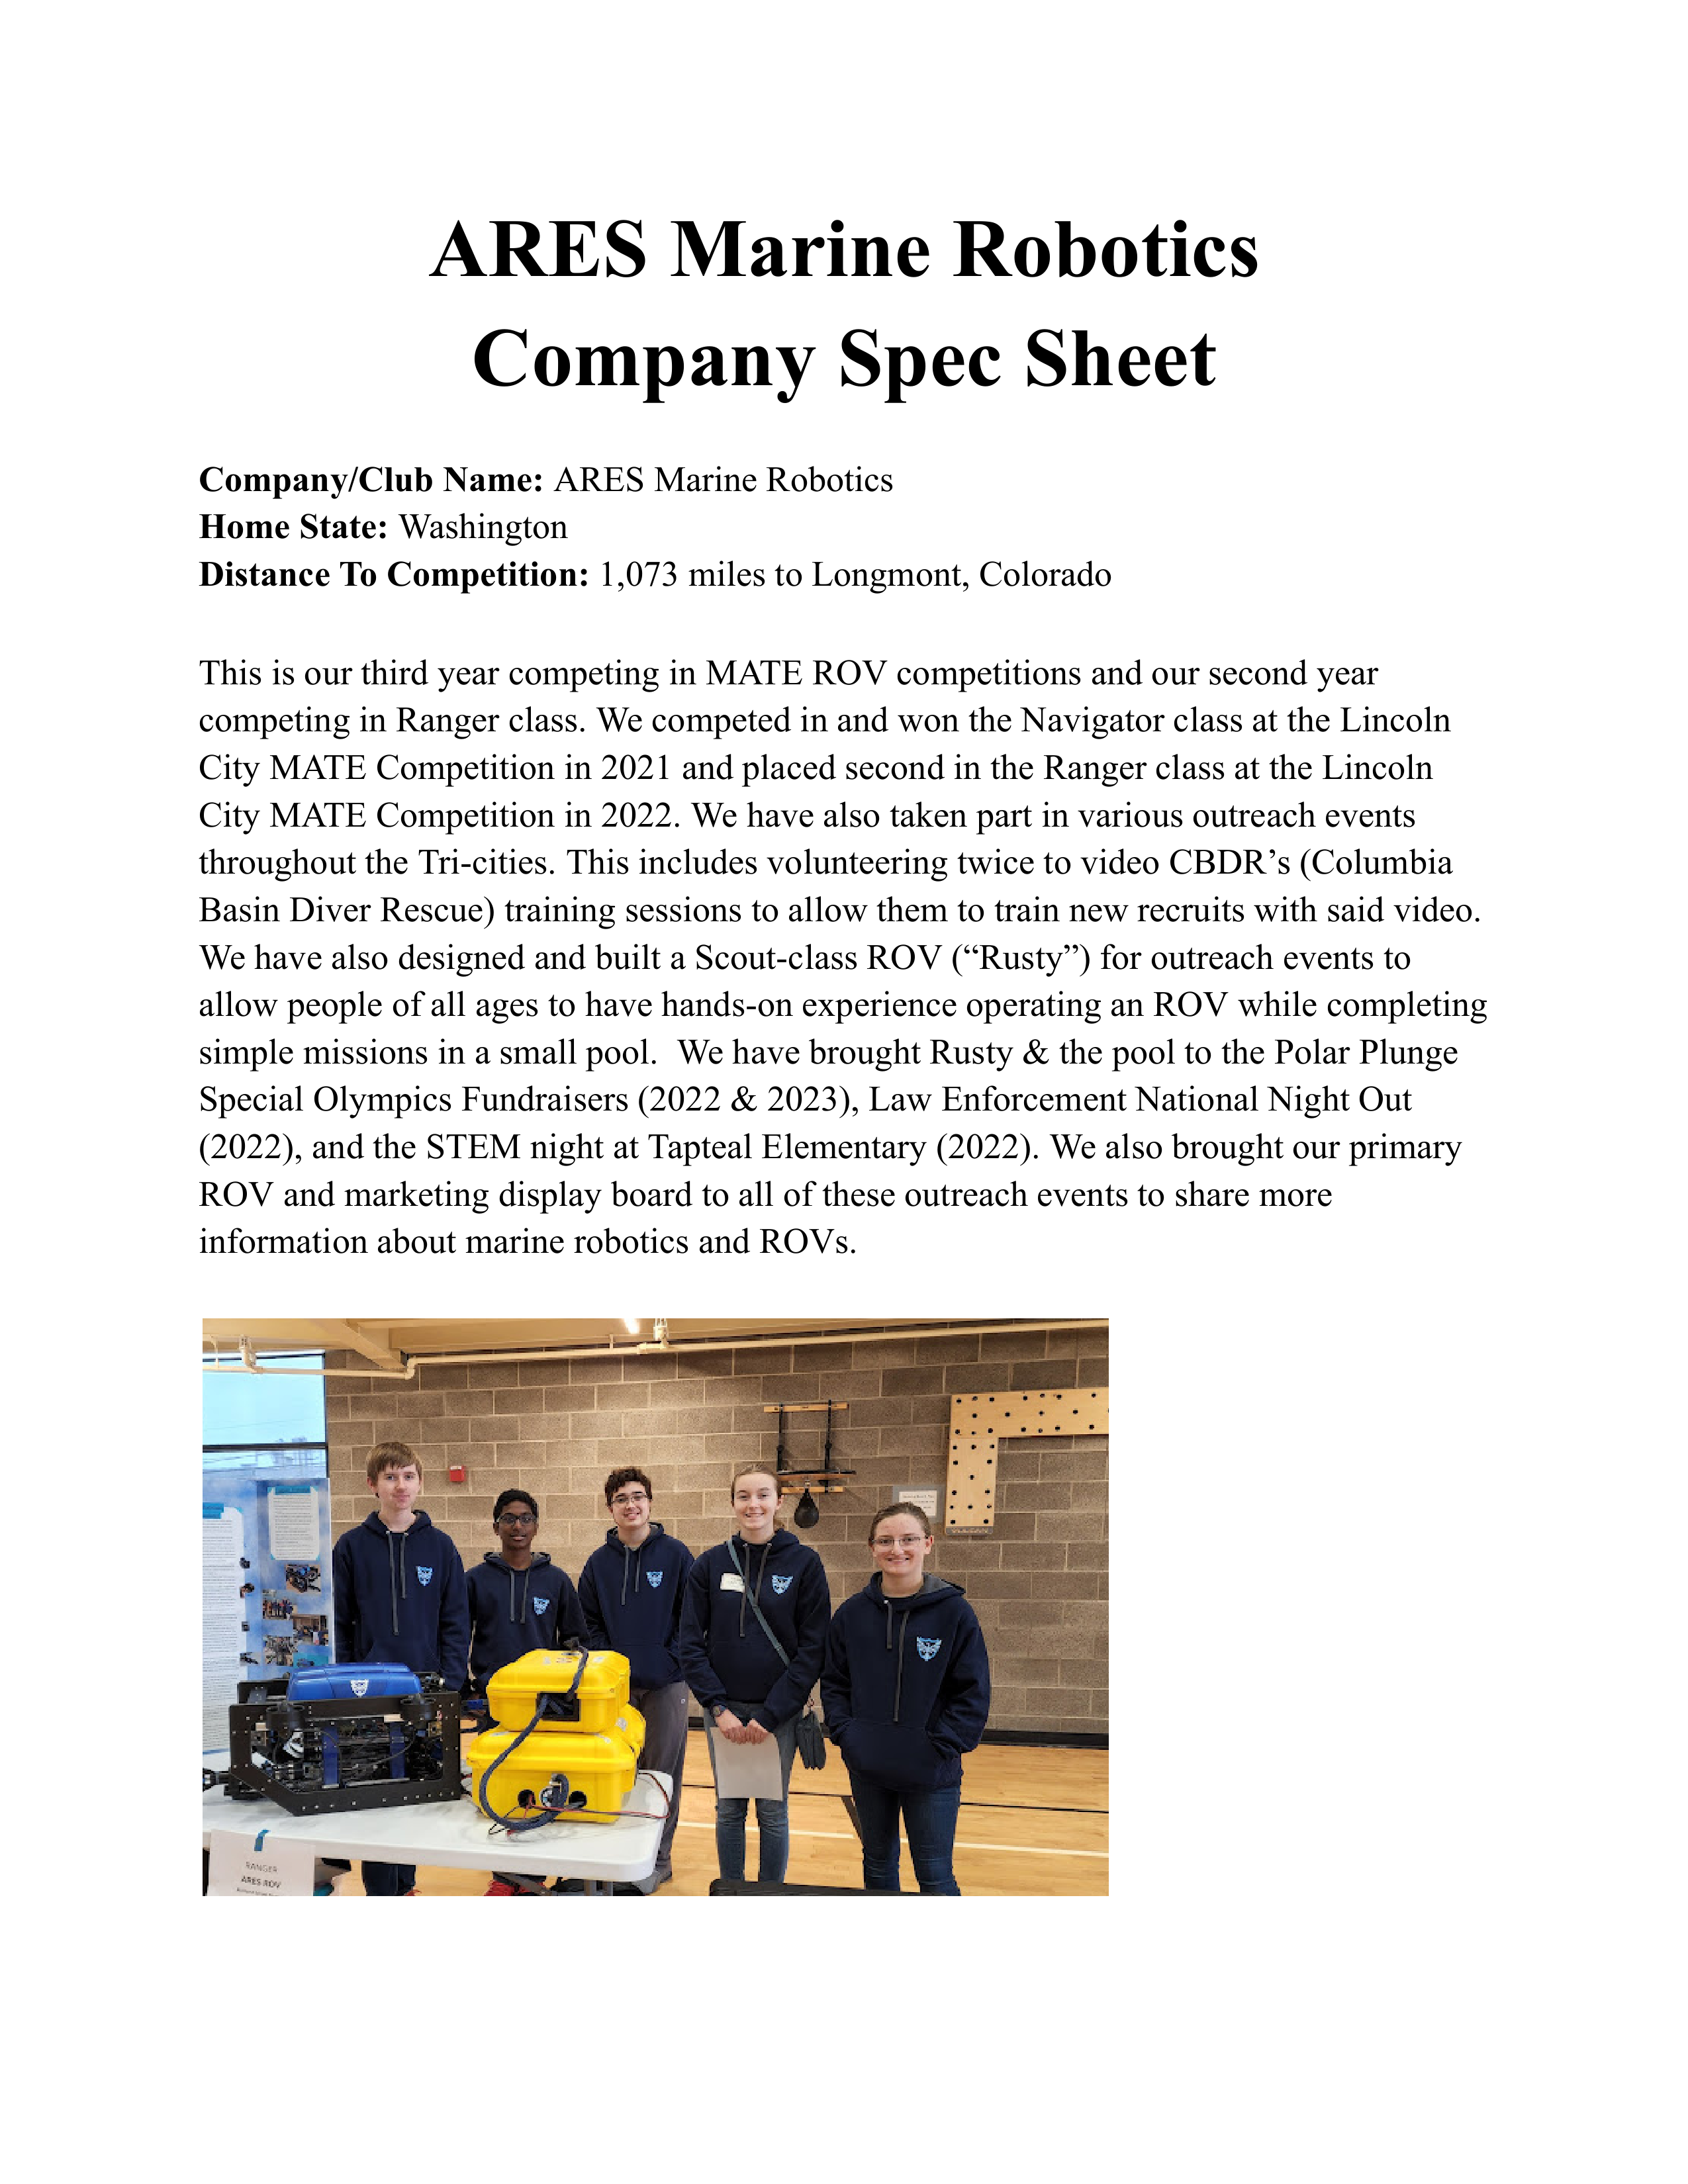 ARES Marine Robotics
Company Spec Sheet
Company/Club Name: ARES Marine Robotics
Home State: Washington
Distance To Competition: 1,073 miles to Longmont, Colorado
This is our third year competing in MATE ROV competitions and our second year
competing in Ranger class. We competed in and won the Navigator class at the Lincoln
City MATE Competition in 2021 and placed second in the Ranger class at the Lincoln
City MATE Competition in 2022. We have also taken part in various outreach events
throughout the Tri-cities. This includes volunteering twice to video CBDR’s (Columbia
Basin Diver Rescue) training sessions to allow them to train new recruits with said video.
We have also designed and built a Scout-class ROV (“Rusty”) for outreach events to
allow people of all ages to have hands-on experience operating an ROV while completing
simple missions in a small pool.  We have brought Rusty & the pool to the Polar Plunge
Special Olympics Fundraisers (2022 & 2023), Law Enforcement National Night Out
(2022), and the STEM night at Tapteal Elementary (2022). We also brought our primary
ROV and marketing display board to all of these outreach events to share more
information about marine robotics and ROVs.
RANGER
ARES ROV